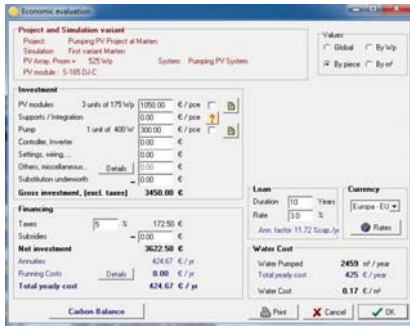 Economic evaluation
Project and Simulation variant
Project Pumping PV Project at Marten
Simulation First variant Marten
PV Array, Pnom = 525 Wp System: Pumping PV System
PV module: S-165 DJ-C
Values
Global By Wp
By piece By m²
Investment
PV modules 3 units of 175 Wp 1050.00 € / pce
Supports / Integration 0.00 € / pce
Pump 1 unit of 400 W 300.00 € / pce
Controller, Inverter 0.00 €
Settings, wiring, ... 0.00 €
Others, miscellaneous... Details 0.00 €
Substitution underworth - 0.00 €
Gross investment, (excl. taxes) 3450.00 €
Financing
Taxes 5 % 172.50 €
Subsides - 0.00 €
Net investment 3622.50 €
Annuities 424.67 € / yr
Running Costs Details 0.00 € / yr
Total yearly cost 424.67 € / yr
Loan
Duration 10 Years
Rate 3.0 %
Ann. factor 11.72 %cap./yr
Currency
Europa - EU
Rates
Water Cost
Water Pumped 2459 m³ / year
Total yearly cost 425 € / year
Water Cost 0.17 € / m³
Carbon Balance
Print Cancel OK